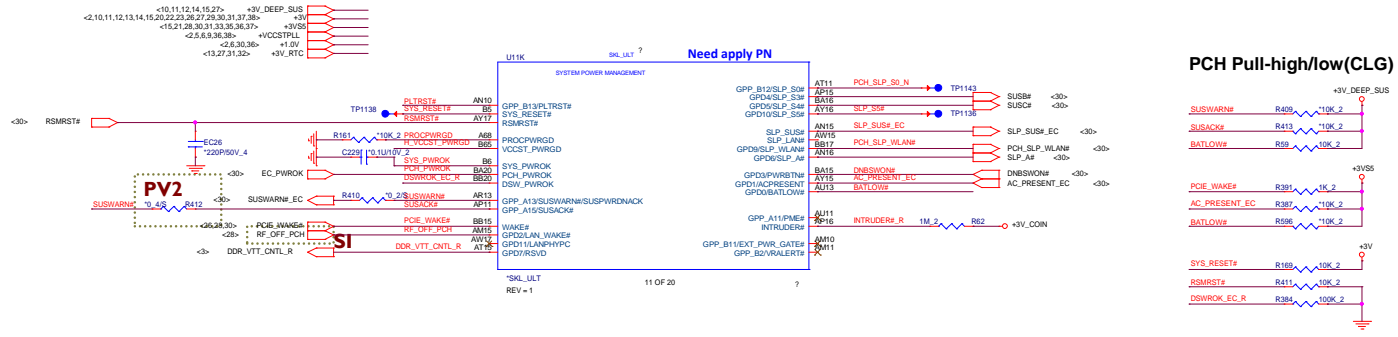 <10,11,12,14,15,27> +3V_DEEP_SUS
<2,10,11,12,13,14,15,20,22,23,26,27,29,30,31,37,38> +3V
<15,21,28,30,31,33,35,36,37> +3VS5
<2,5,6,9,36,38> +VCCSTPLL
<2,6,30,36> +1.0V
<13,27,31,32> +3V_RTC
U11K SKL_ULT ? Need apply PN
SYSTEM POWER MANAGEMENT
TP1138
PLTRST# AN10 GPP_B13/PLTRST#
SYS_RESET# B5 SYS_RESET#
<30> RSMRST# RSMRST# AY17 RSMRST#
EC26
*220P/50V_4
R161 *10K_2 PROCPWRGD A68 PROCPWRGD
H_VCCST_PWRGD B65 VCCST_PWRGD
C229 *0.1U/10V_2
SYS_PWROK B6 SYS_PWROK
<30> EC_PWROK PCH_PWROK BA20 PCH_PWROK
DSWROK_EC_R BB20 DSW_PWROK
PV2
<30> SUSWARN#_EC R410 *0_2/S SUSWARN# AR13 GPP_A13/SUSWARN#/SUSPWRDNACK
SUSWARN# *0_4/S R412 SUSACK# AP11 GPP_A15/SUSACK#
<26,28,30> PCIE_WAKE# PCIE_WAKE# BB15 WAKE#
<28> RF_OFF_PCH RF_OFF_PCH AM15 GPD2/LAN_WAKE#
SI
AW17 GPD11/LANPHYPC
<3> DDR_VTT_CNTL_R DDR_VTT_CNTL_R AT15 GPD7/RSVD
GPP_B12/SLP_S0# AT11 PCH_SLP_S0_N TP1143
GPD4/SLP_S3# AP15 SUSB# <30>
GPD5/SLP_S4# BA16 SUSC# <30>
GPD10/SLP_S5# AY16 SLP_S5# TP1136
SLP_SUS# AN15 SLP_SUS#_EC SLP_SUS#_EC <30>
SLP_LAN# AW15
GPD9/SLP_WLAN# BB17 PCH_SLP_WLAN# PCH_SLP_WLAN# <30>
GPD6/SLP_A# AN16 SLP_A# <30>
GPD3/PWRBTN# BA15 DNBSWON# DNBSWON# <30>
GPD1/ACPRESENT AY15 AC_PRESENT_EC AC_PRESENT_EC <30>
GPD0/BATLOW# AU13 BATLOW#
GPP_A11/PME# AU11
INTRUDER# AP16 INTRUDER#_R 1M_2 R62 +3V_COIN
GPP_B11/EXT_PWR_GATE# AM10
GPP_B2/VRALERT# AM11
*SKL_ULT
REV = 1
11 OF 20
?
PCH Pull-high/low(CLG)
+3V_DEEP_SUS
SUSWARN# R409 *10K_2
SUSACK# R413 *10K_2
BATLOW# R59 *10K_2
+3VS5
PCIE_WAKE# R391 1K_2
AC_PRESENT_EC R387 *10K_2
BATLOW# R596 *10K_2
+3V
SYS_RESET# R169 10K_2
RSMRST# R411 10K_2
DSWROK_EC_R R384 100K_2